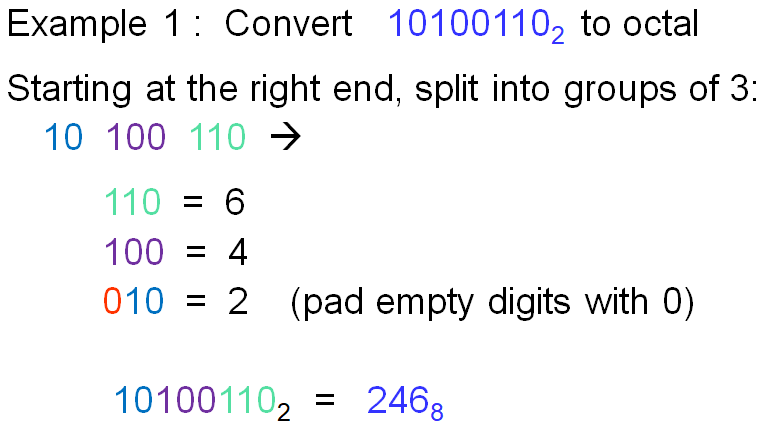 Example 1 : Convert 10100110₂ to octal
Starting at the right end, split into groups of 3:
10 100 110 →
110 = 6
100 = 4
010 = 2 (pad empty digits with 0)
10100110₂ = 246₈